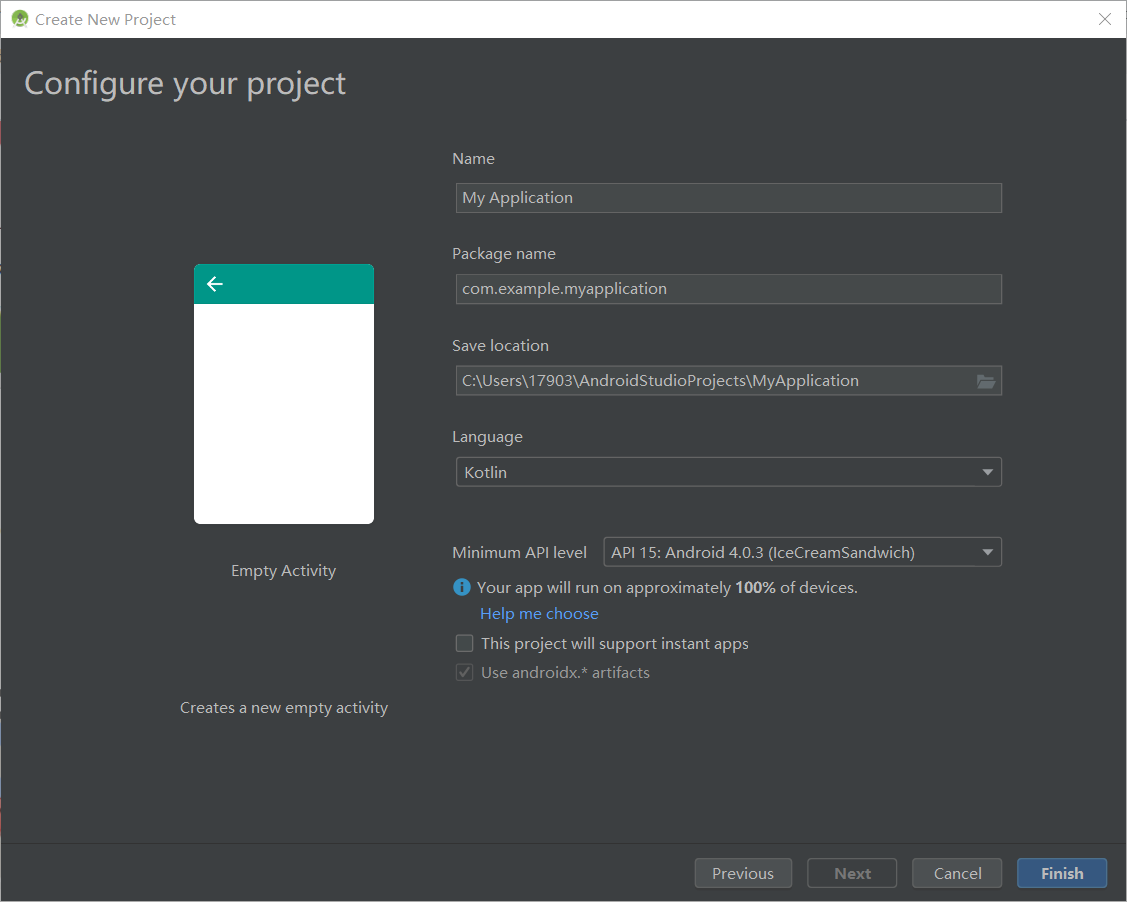 Create New Project
Configure your project
Name
My Application
Package name
com.example.myapplication
Save location
C:\Users\17903\AndroidStudioProjects\MyApplication
Language
Kotlin
Minimum API level API 15: Android 4.0.3 (IceCreamSandwich)
Your app will run on approximately 100% of devices.
Help me choose
This project will support instant apps
Use androidx.* artifacts
Empty Activity
Creates a new empty activity
Previous Next Cancel Finish